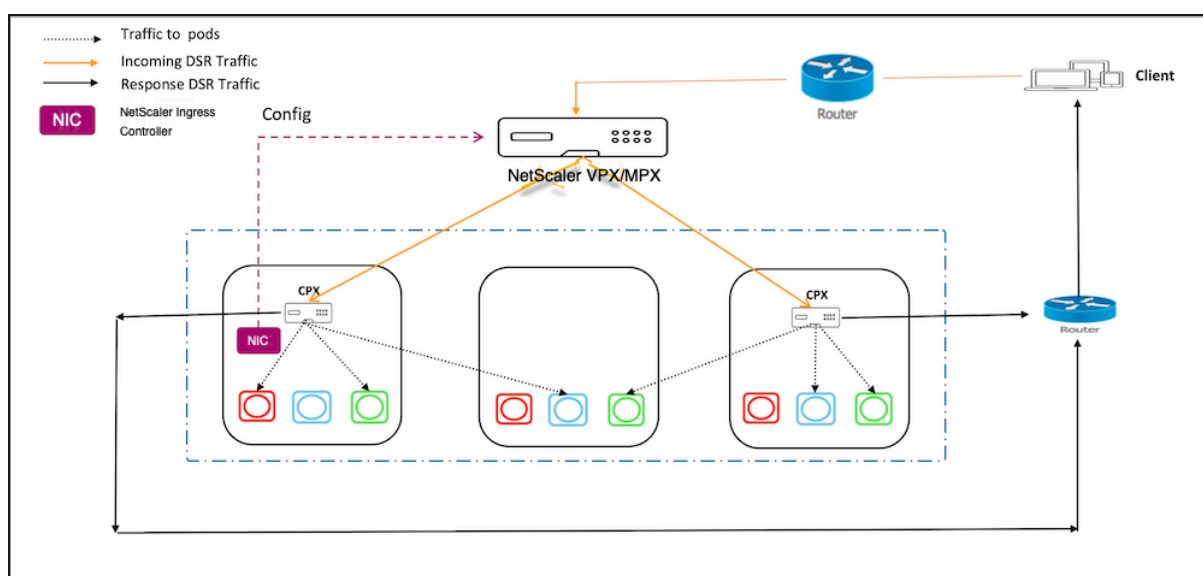 Traffic to pods
Incoming DSR Traffic
Response DSR Traffic
NIC
NetScaler Ingress
Controller
Config
NetScaler VPX/MPX
Router
Client
CPX
NIC
CPX
Router